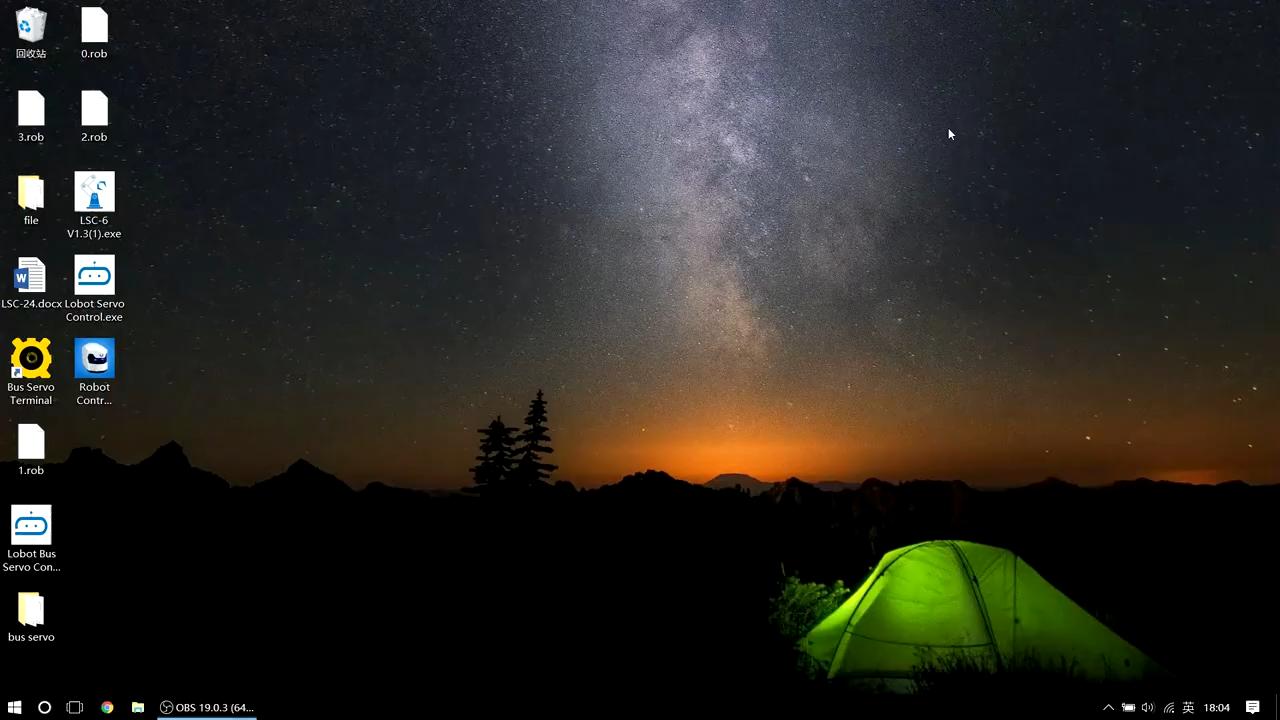 回收站
0.rob
3.rob
2.rob
file
LSC-6
V1.3(1).exe
LSC-24.docx
Lobot Servo
Control.exe
Bus Servo
Terminal
Robot
Contr...
1.rob
Lobot Bus
Servo Con...
bus servo
OBS 19.0.3 (64...
英
18:04